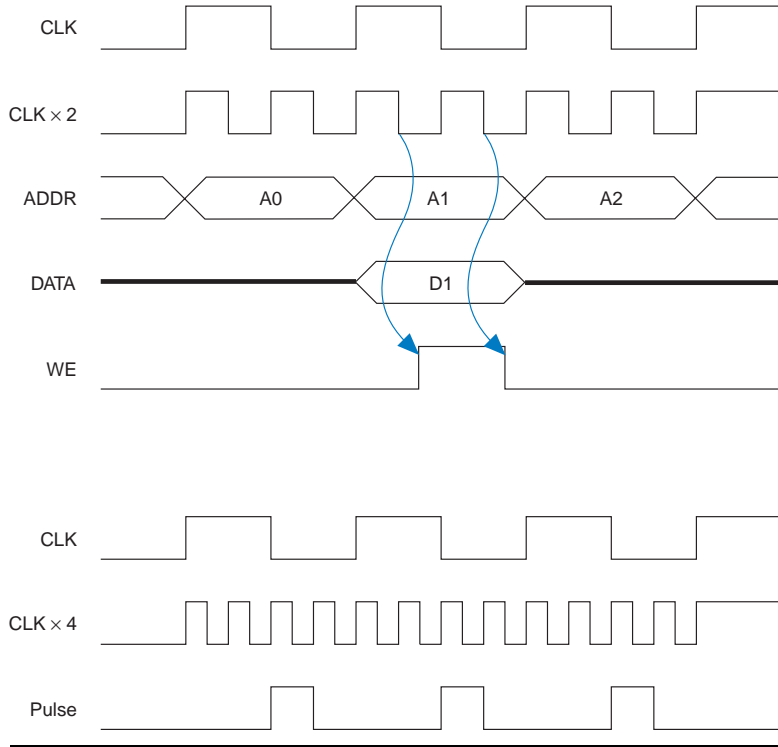 CLK
CLK × 2
ADDR A0 A1 A2
DATA D1
WE
CLK
CLK × 4
Pulse